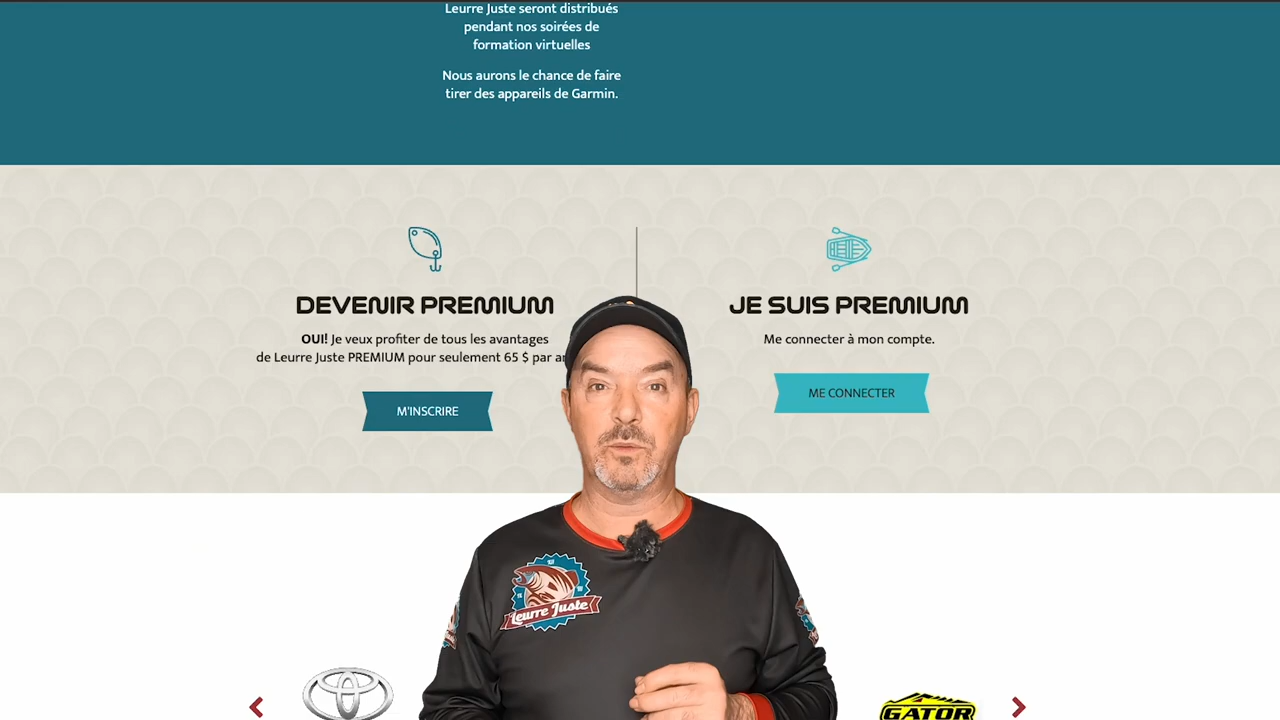 Leurre Juste seront distribués
pendant nos soirées de
formation virtuelles
Nous aurons le chance de faire
tirer des appareils de Garmin.
DEVENIR PREMIUM
OUI! Je veux profiter de tous les avantages
de Leurre Juste PREMIUM pour seulement 65 $ par
M'INSCRIRE
JE SUIS PREMIUM
Me connecter à mon compte.
ME CONNECTER
Leurre Juste
GATOR